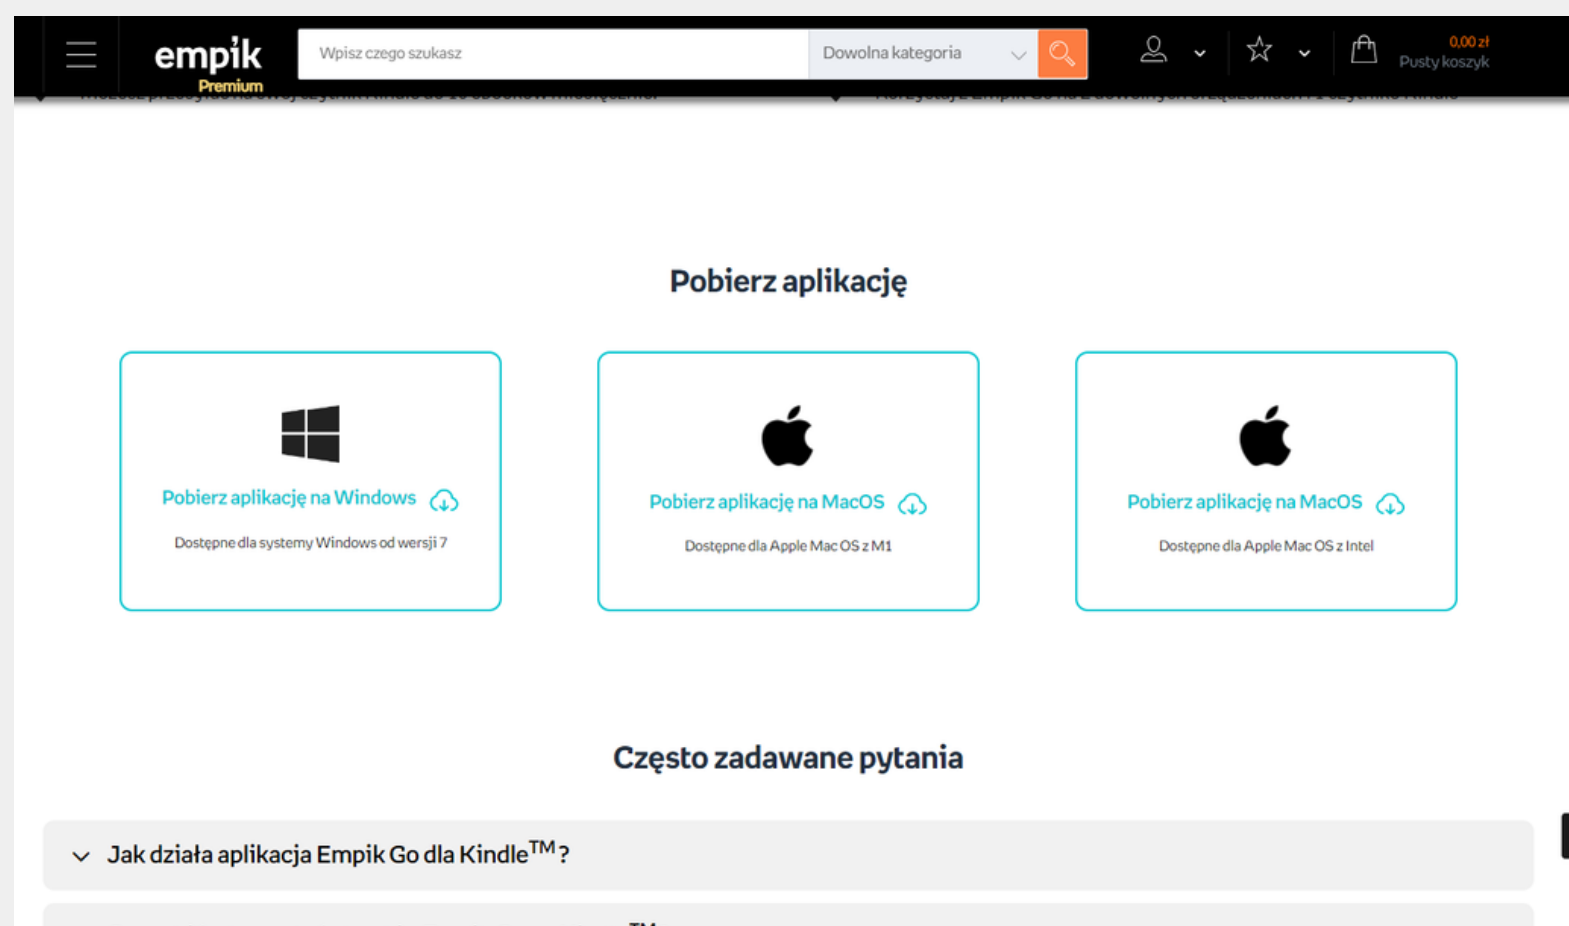 empik
Premium
Wpisz czego szukasz
Dowolna kategoria
0,00 zł
Pusty koszyk
Pobierz aplikację
Pobierz aplikację na Windows
Dostępne dla systemy Windows od wersji 7
Pobierz aplikację na MacOS
Dostępne dla Apple Mac OS z M1
Pobierz aplikację na MacOS
Dostępne dla Apple Mac OS z Intel
Często zadawane pytania
Jak działa aplikacja Empik Go dla Kindle™?
TM